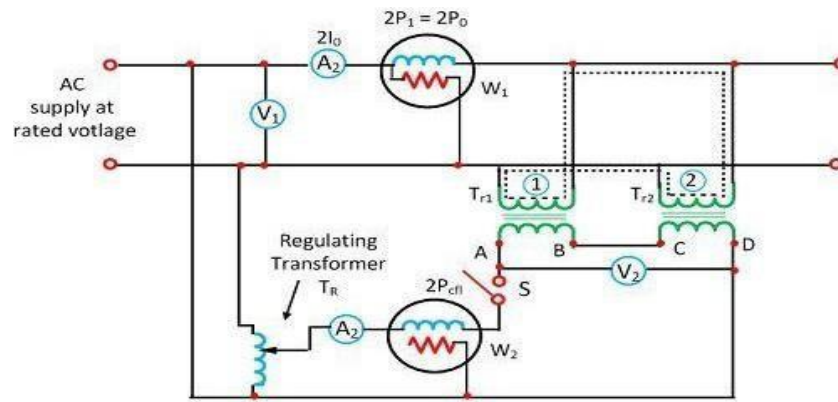 2P₁ = 2P₀
2I₀
A₂
W₁
AC
supply at
rated votlage
V₁
1
2
Tr1
Tr2
A
B
C
D
Regulating
Transformer
TR
2Pcfl
S
V₂
A₂
W₂